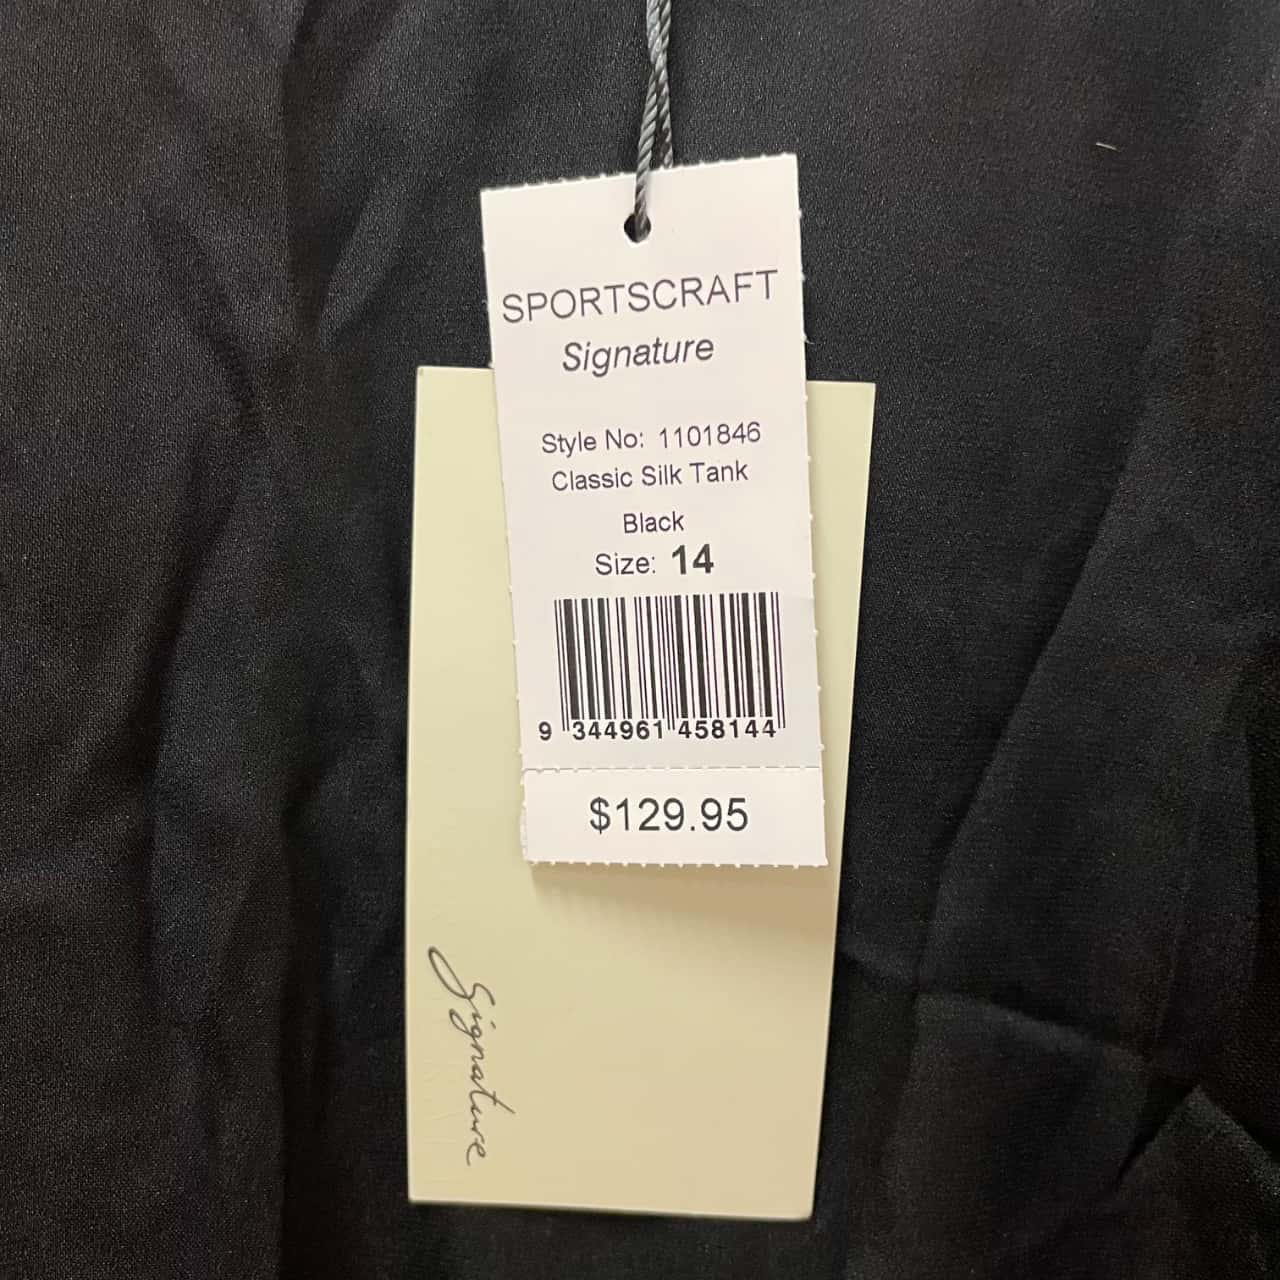 SPORTSCRAFT
Signature
Style No: 1101846
Classic Silk Tank
Black
Size: 14
9 344961 458144
$129.95
Signature